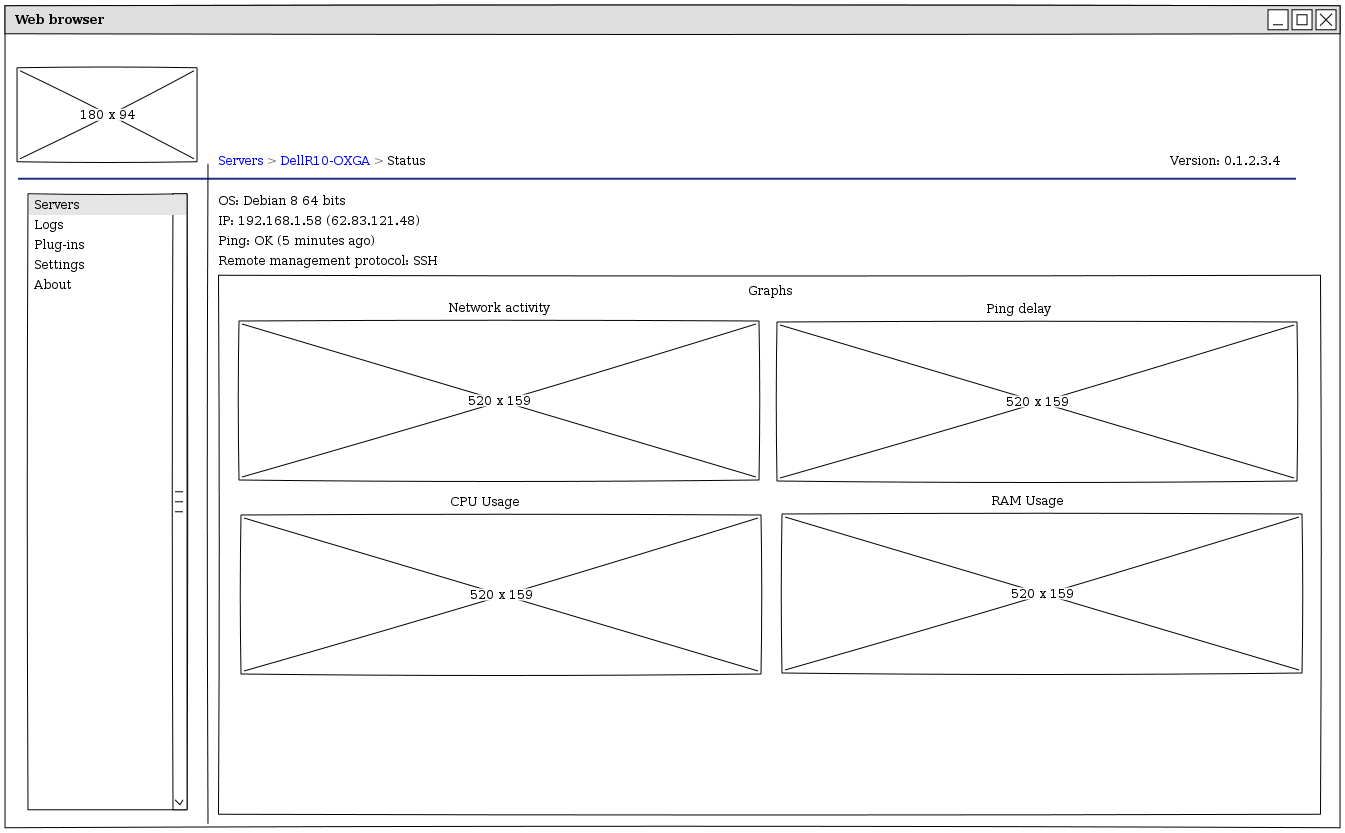 Web browser
180 x 94
Servers > DellR10-OXGA > Status
Version: 0.1.2.3.4
Servers
Logs
Plug-ins
Settings
About
OS: Debian 8 64 bits
IP: 192.168.1.58 (62.83.121.48)
Ping: OK (5 minutes ago)
Remote management protocol: SSH
Graphs
Network activity
Ping delay
520 x 159
520 x 159
CPU Usage
RAM Usage
520 x 159
520 x 159